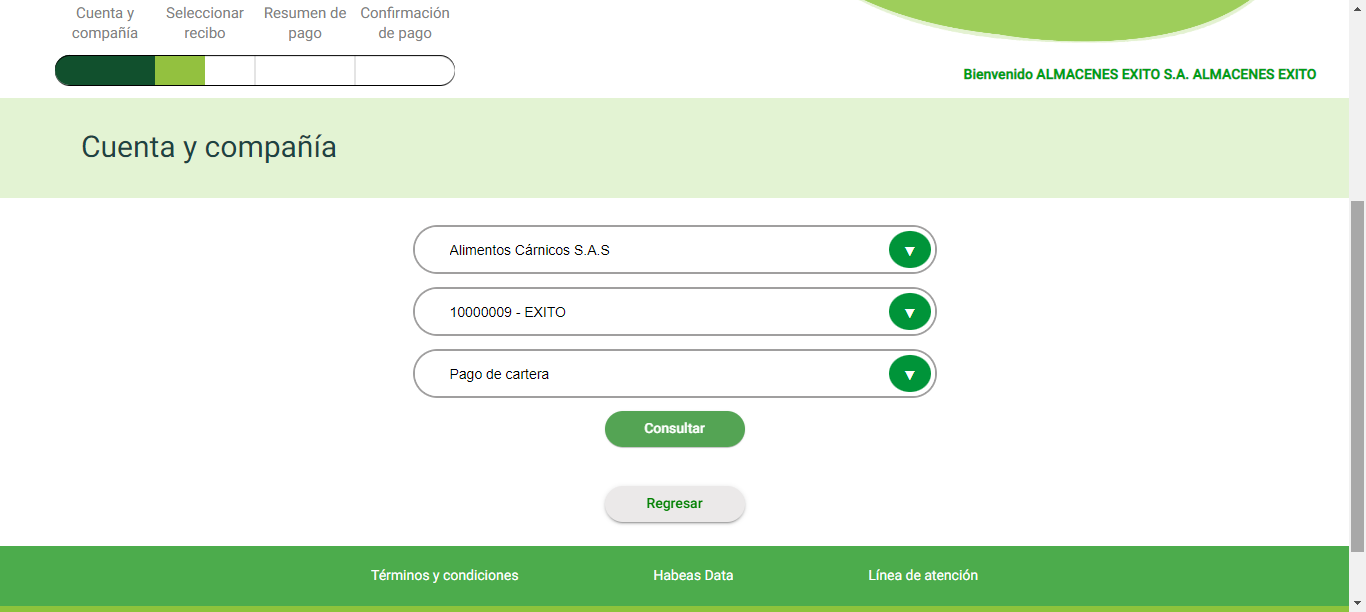 Cuenta y compañía
Seleccionar recibo
Resumen de pago
Confirmación de pago
Bienvenido ALMACENES EXITO S.A. ALMACENES EXITO
Cuenta y compañía
Alimentos Cárnicos S.A.S
10000009 - EXITO
Pago de cartera
Consultar
Regresar
Términos y condiciones
Habeas Data
Línea de atención